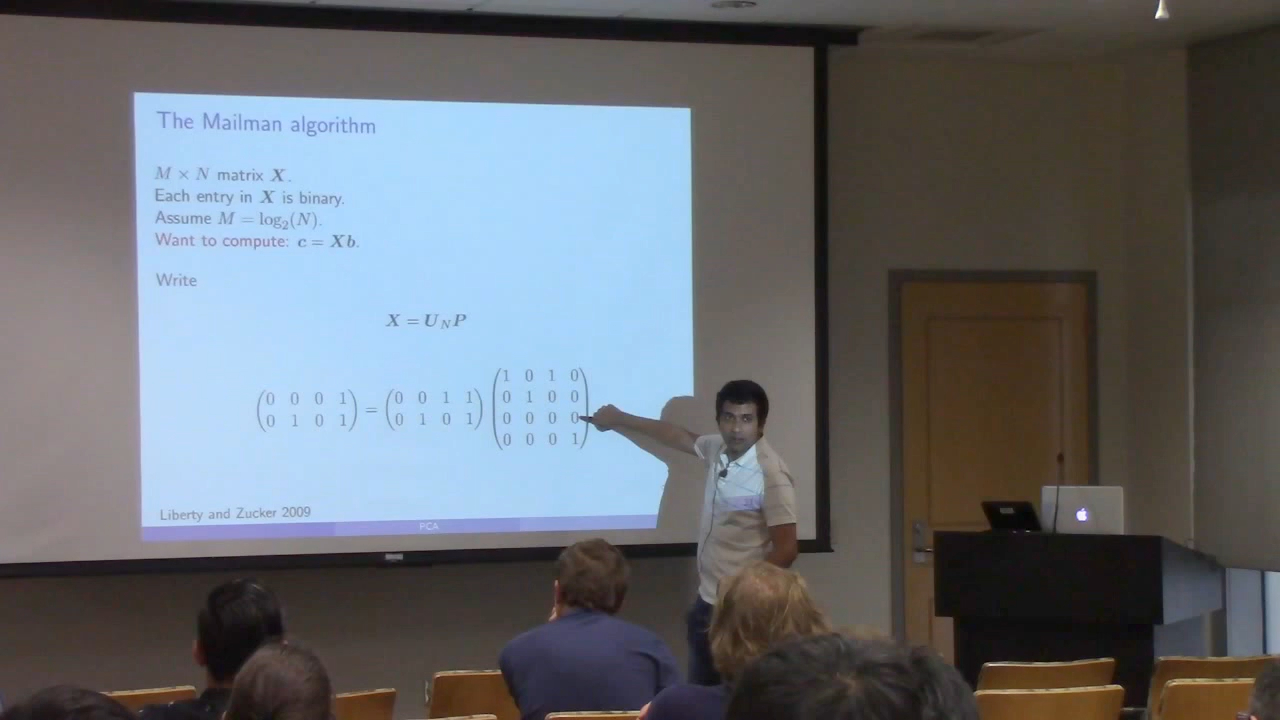 The Mailman algorithm
M × N matrix X.
Each entry in X is binary.
Assume M = log₂(N).
Want to compute: c = Xb.
Write
X = U_N P
(0 0 0 1; 0 1 0 1) = (0 0 1 1; 0 1 0 1) (1 0 1 0; 0 1 0 0; 0 0 0 0; 0 0 0 1)
Liberty and Zucker 2009
PCA